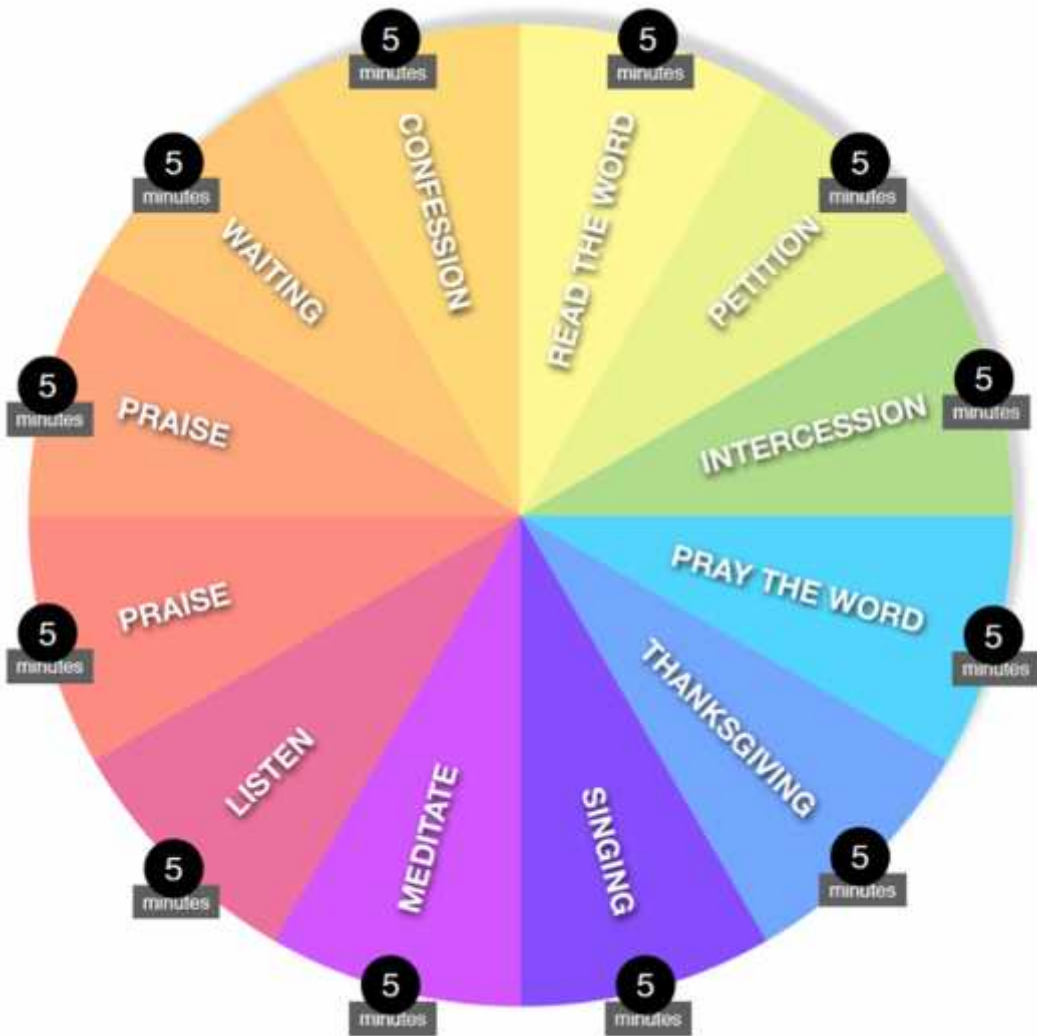 5
minutes
READ THE WORD
5
minutes
PETITION
5
minutes
INTERCESSION
5
minutes
PRAY THE WORD
5
minutes
THANKSGIVING
5
minutes
SINGING
5
minutes
MEDITATE
5
minutes
LISTEN
5
minutes
PRAISE
5
minutes
PRAISE
5
minutes
WAITING
5
minutes
CONFESSION